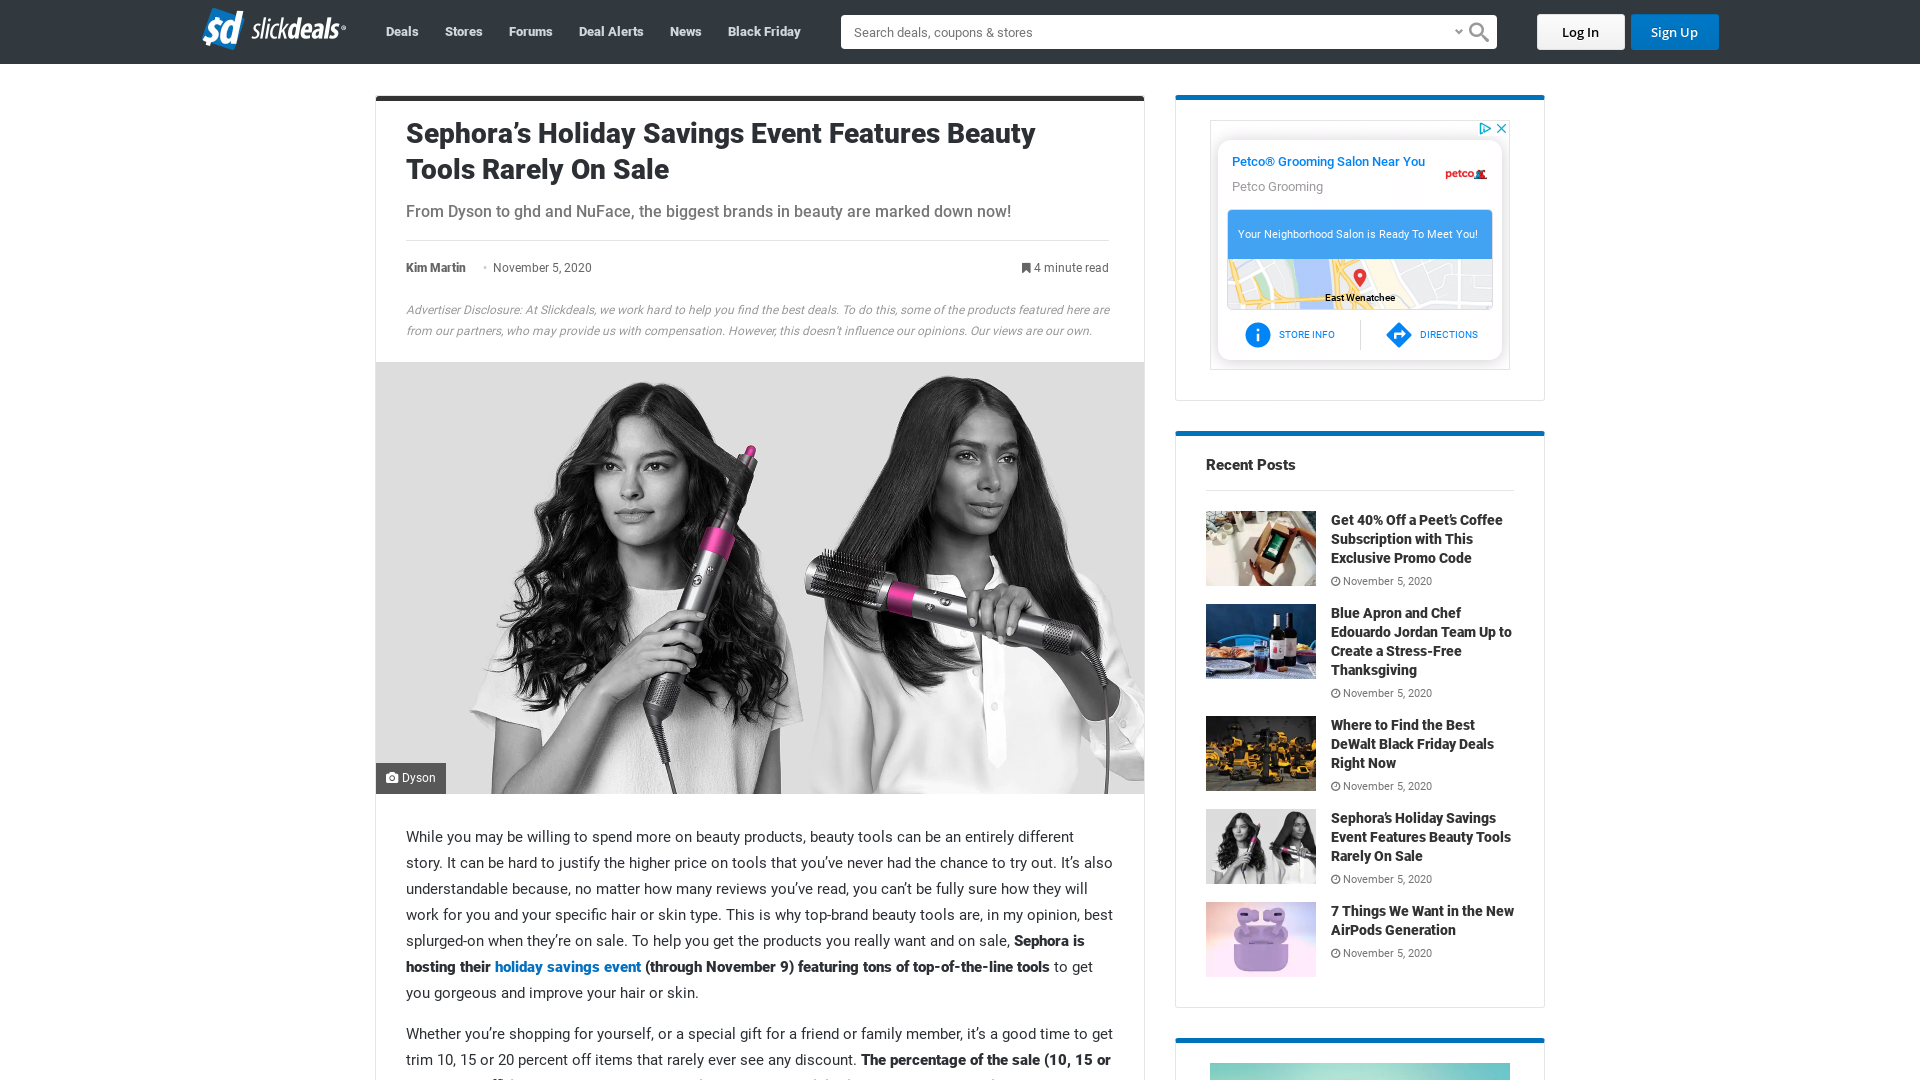 sd slickdeals®
Deals Stores Forums Deal Alerts News Black Friday
Search deals, coupons & stores
Log In Sign Up
Sephora’s Holiday Savings Event Features Beauty
Tools Rarely On Sale
From Dyson to ghd and NuFace, the biggest brands in beauty are marked down now!
Kim Martin • November 5, 2020
4 minute read
Advertiser Disclosure: At Slickdeals, we work hard to help you find the best deals. To do this, some of the products featured here are
from our partners, who may provide us with compensation. However, this doesn’t influence our opinions. Our views are our own.
Dyson
While you may be willing to spend more on beauty products, beauty tools can be an entirely different
story. It can be hard to justify the higher price on tools that you’ve never had the chance to try out. It’s also
understandable because, no matter how many reviews you’ve read, you can’t be fully sure how they will
work for you and your specific hair or skin type. This is why top-brand beauty tools are, in my opinion, best
splurged-on when they’re on sale. To help you get the products you really want and on sale, Sephora is
hosting their holiday savings event (through November 9) featuring tons of top-of-the-line tools to get
you gorgeous and improve your hair or skin.
Whether you’re shopping for yourself, or a special gift for a friend or family member, it’s a good time to get
trim 10, 15 or 20 percent off items that rarely ever see any discount. The percentage of the sale (10, 15 or
Petco® Grooming Salon Near You
Petco Grooming
petco
Your Neighborhood Salon is Ready To Meet You!
East Wenatchee
STORE INFO
DIRECTIONS
Recent Posts
Get 40% Off a Peet’s Coffee
Subscription with This
Exclusive Promo Code
November 5, 2020
Blue Apron and Chef
Edouardo Jordan Team Up to
Create a Stress-Free
Thanksgiving
November 5, 2020
Where to Find the Best
DeWalt Black Friday Deals
Right Now
November 5, 2020
Sephora’s Holiday Savings
Event Features Beauty Tools
Rarely On Sale
November 5, 2020
7 Things We Want in the New
AirPods Generation
November 5, 2020